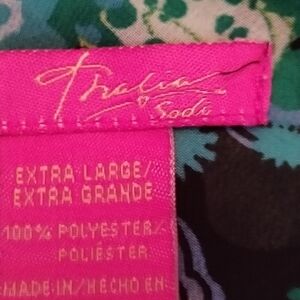 Thalia
Sodi
EXTRA LARGE/
EXTRA GRANDE
100% POLYESTER/
POLIÉSTER
MADE IN/HECHO EN